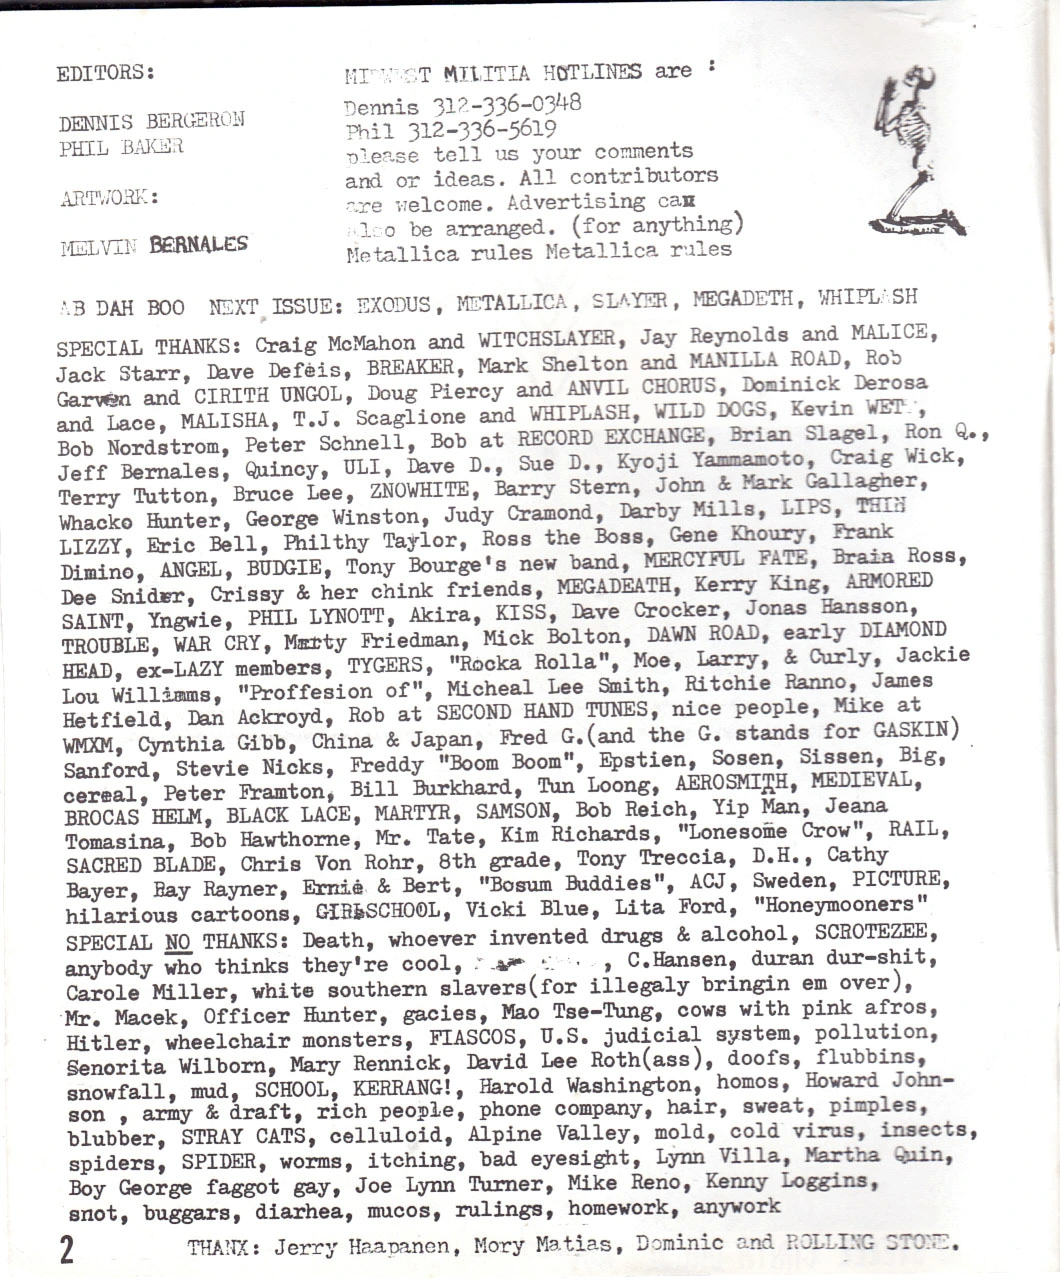 EDITORS:
DENNIS BERGERON
PHIL BAKER
ARTWORK:
MELVIN BERNALES
MIDWEST MILITIA HOTLINES are :
Dennis 312-336-0348
Phil 312-336-5619
please tell us your comments
and or ideas. All contributors
are welcome. Advertising can
also be arranged. (for anything)
Metallica rules Metallica rules
AB DAH BOO NEXT ISSUE: EXODUS, METALLICA, SLAYER, MEGADETH, WHIPLASH
SPECIAL THANKS: Craig McMahon and WITCHSLAYER, Jay Reynolds and MALICE,
Jack Starr, Dave Defeis, BREAKER, Mark Shelton and MANILLA ROAD, Rob
Garven and CIRITH UNGOL, Doug Piercy and ANVIL CHORUS, Dominick Derosa
and Lace, MALISHA, T.J. Scaglione and WHIPLASH, WILD DOGS, Kevin WET ,
Bob Nordstrom, Peter Schnell, Bob at RECORD EXCHANGE, Brian Slagel, Ron Q.,
Jeff Bernales, Quincy, ULI, Dave D., Sue D., Kyoji Yammamoto, Craig Wick,
Terry Tutton, Bruce Lee, ZNOWHITE, Barry Stern, John & Mark Gallagher,
Whacko Hunter, George Winston, Judy Cramond, Darby Mills, LIPS, THIN
LIZZY, Eric Bell, Philthy Taylor, Ross the Boss, Gene Khoury, Frank
Dimino, ANGEL, BUDGIE, Tony Bourge's new band, MERCYFUL FATE, Braia Ross,
Dee Snider, Crissy & her chink friends, MEGADEATH, Kerry King, ARMORED
SAINT, Yngwie, PHIL LYNOTT, Akira, KISS, Dave Crocker, Jonas Hansson,
TROUBLE, WAR CRY, Marty Friedman, Mick Bolton, DAWN ROAD, early DIAMOND
HEAD, ex-LAZY members, TYGERS, "Rocka Rolla", Moe, Larry, & Curly, Jackie
Lou Willimms, "Proffesion of", Micheal Lee Smith, Ritchie Ranno, James
Hetfield, Dan Ackroyd, Rob at SECOND HAND TUNES, nice people, Mike at
WMXM, Cynthia Gibb, China & Japan, Fred G.(and the G. stands for GASKIN)
Sanford, Stevie Nicks, Freddy "Boom Boom", Epstien, Sosen, Sissen, Big,
cereal, Peter Framton, Bill Burkhard, Tun Loong, AEROSMITH, MEDIEVAL,
BROCAS HELM, BLACK LACE, MARTYR, SAMSON, Bob Reich, Yip Man, Jeana
Tomasina, Bob Hawthorne, Mr. Tate, Kim Richards, "Lonesome Crow", RAIL,
SACRED BLADE, Chris Von Rohr, 8th grade, Tony Treccia, D.H., Cathy
Bayer, Ray Rayner, Ernie & Bert, "Bosum Buddies", ACJ, Sweden, PICTURE,
hilarious cartoons, GIRLSCHOOL, Vicki Blue, Lita Ford, "Honeymooners"
SPECIAL NO THANKS: Death, whoever invented drugs & alcohol, SCROTEZEE,
anybody who thinks they're cool, , C.Hansen, duran dur-shit,
Carole Miller, white southern slavers(for illegaly bringin em over),
Mr. Macek, Officer Hunter, gacies, Mao Tse-Tung, cows with pink afros,
Hitler, wheelchair monsters, FIASCOS, U.S. judicial system, pollution,
Senorita Wilborn, Mary Rennick, David Lee Roth(ass), doofs, flubbins,
snowfall, mud, SCHOOL, KERRANG!, Harold Washington, homos, Howard John-
son , army & draft, rich people, phone company, hair, sweat, pimples,
blubber, STRAY CATS, celluloid, Alpine Valley, mold, cold virus, insects,
spiders, SPIDER, worms, itching, bad eyesight, Lynn Villa, Martha Quin,
Boy George faggot gay, Joe Lynn Turner, Mike Reno, Kenny Loggins,
snot, buggars, diarhea, mucos, rulings, homework, anywork
2 THANX: Jerry Haapanen, Mory Matias, Dominic and ROLLING STONE.